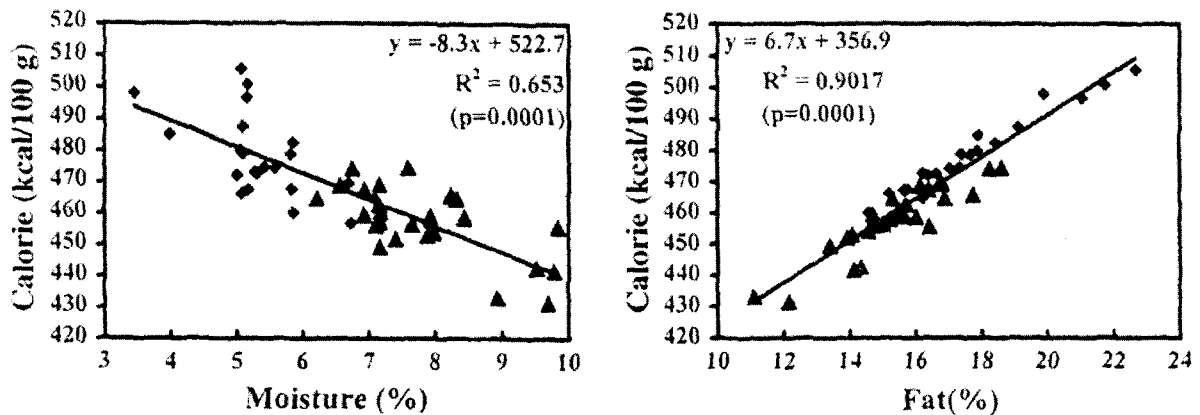 Calorie (kcal/100 g)
520
510
500
490
480
470
460
450
440
430
420
y = -8.3x + 522.7
R² = 0.653
(p=0.0001)
3 4 5 6 7 8 9 10
Moisture (%)
Calorie (kcal/100 g)
520
510
500
490
480
470
460
450
440
430
420
y = 6.7x + 356.9
R² = 0.9017
(p=0.0001)
10 12 14 16 18 20 22 24
Fat(%)